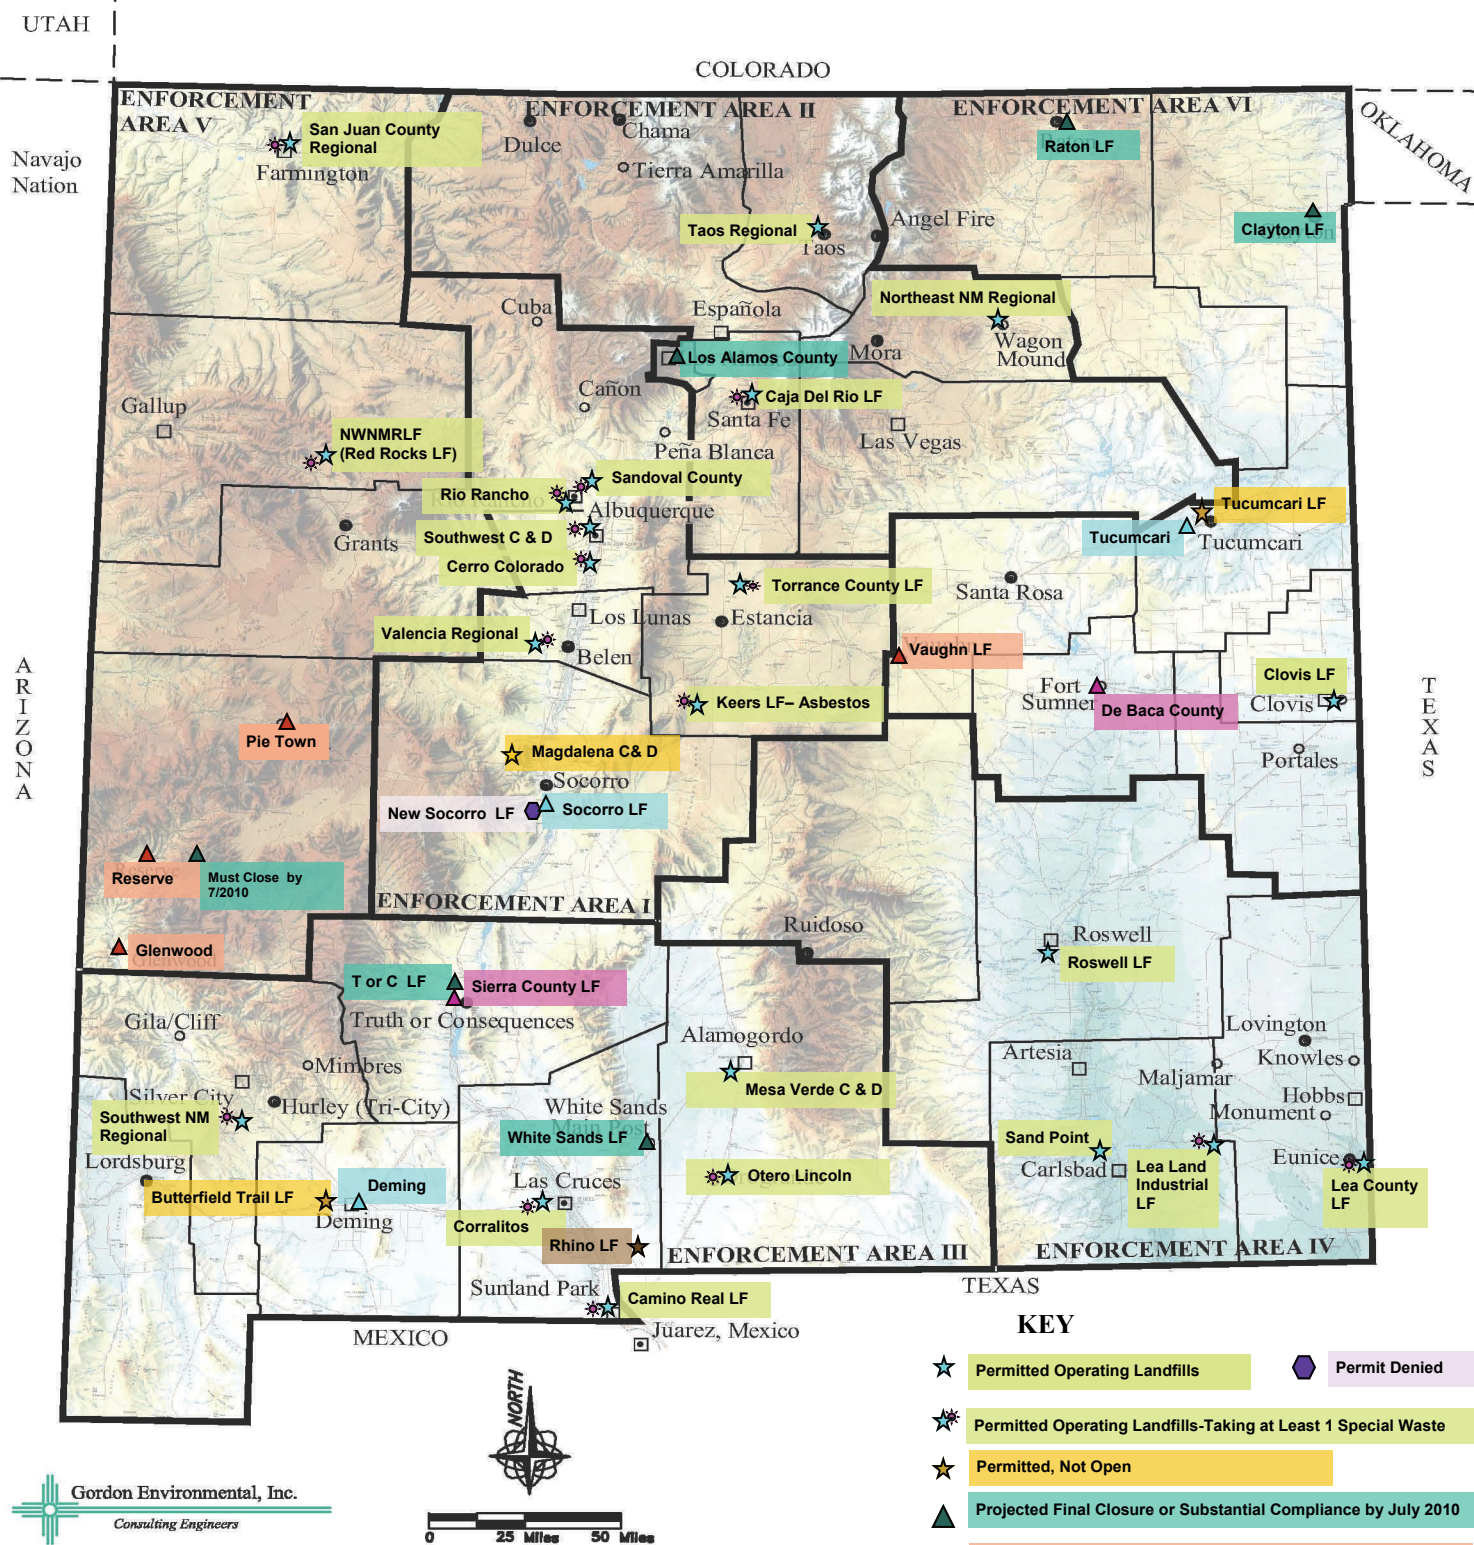 UTAH
COLORADO
OKLAHOMA
Navajo
Nation
ARIZONA
TEXAS
ENFORCEMENT
AREA V
ENFORCEMENT AREA II
ENFORCEMENT AREA VI
San Juan County
Regional
Farmington
Dulce
Chama
Tierra Amarilla
Raton LF
Taos Regional
Taos
Angel Fire
Clayton LF
Cuba
Española
Northeast NM Regional
Wagon
Mound
Los Alamos County
Mora
Cañon
Caja Del Rio LF
Santa Fe
Gallup
Las Vegas
Peña Blanca
NWNMRLF
(Red Rocks LF)
Sandoval County
Rio Rancho
Albuquerque
Tucumcari LF
Tucumcari
Tucumcari
Grants
Southwest C & D
Cerro Colorado
Torrance County LF
Santa Rosa
Los Lunas
Estancia
Valencia Regional
Belen
Vaughn LF
Clovis LF
Clovis
Fort
Sumner
De Baca County
Keers LF– Asbestos
Pie Town
Magdalena C& D
Socorro
Portales
New Socorro LF
Socorro LF
Reserve
Must Close by
7/2010
ENFORCEMENT AREA I
Ruidoso
Roswell
Roswell LF
Glenwood
T or C LF
Sierra County LF
Truth or Consequences
Gila/Cliff
Mimbres
Alamogordo
Mesa Verde C & D
Artesia
Lovington
Knowles
Maljamar
Hobbs
Monument
Silver City
Hurley (Tri-City)
Southwest NM
Regional
Lordsburg
White Sands
Main Post
White Sands LF
Sand Point
Carlsbad
Lea Land
Industrial
LF
Eunice
Lea County
LF
Butterfield Trail LF
Deming
Deming
Las Cruces
Corralitos
Otero Lincoln
Rhino LF
ENFORCEMENT AREA III
ENFORCEMENT AREA IV
TEXAS
Sunland Park
Camino Real LF
MEXICO
Juarez, Mexico
KEY
Permitted Operating Landfills
Permit Denied
Permitted Operating Landfills-Taking at Least 1 Special Waste
Permitted, Not Open
Projected Final Closure or Substantial Compliance by July 2010
NORTH
0 25 Miles 50 Miles
Gordon Environmental, Inc.
Consulting Engineers